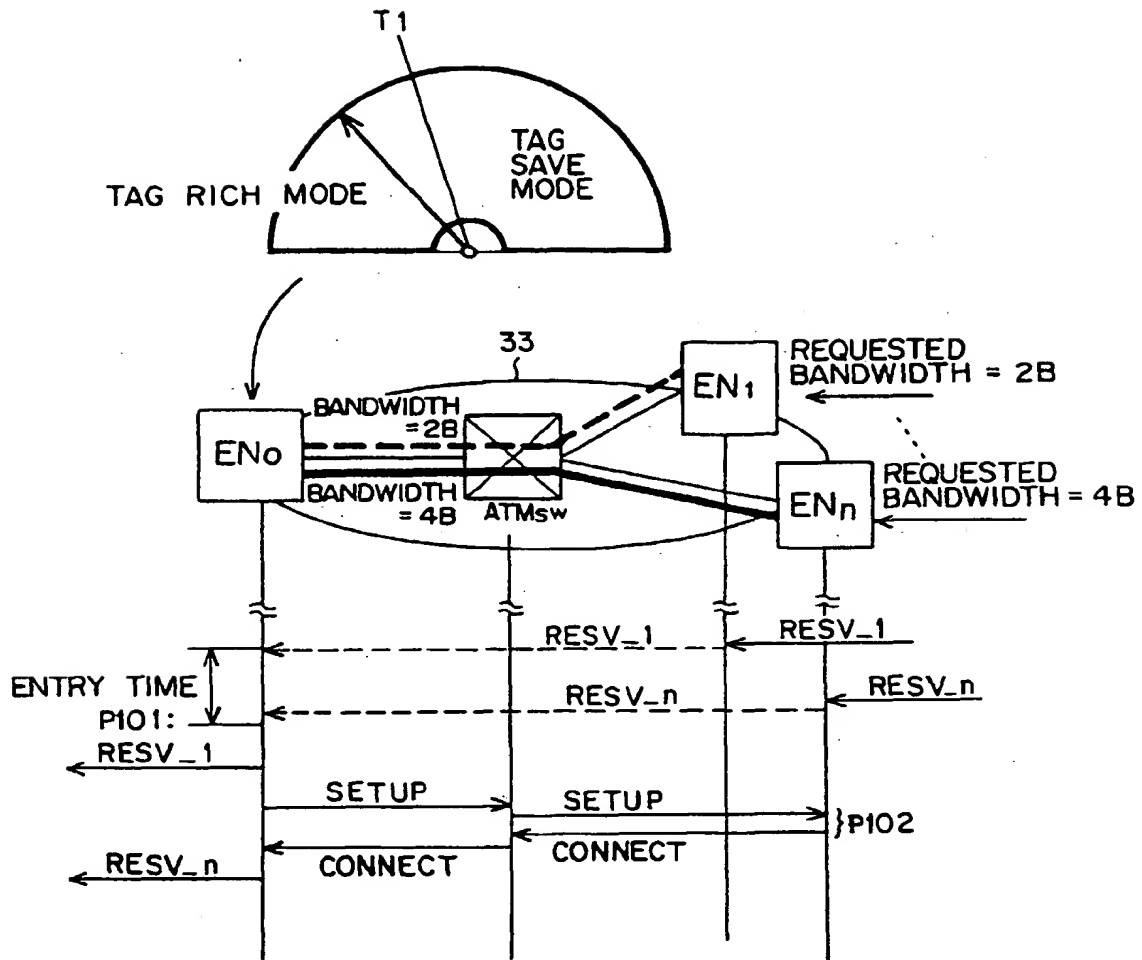 T1
TAG
SAVE
MODE
TAG RICH MODE
33
EN1
REQUESTED
BANDWIDTH = 2B
BANDWIDTH
=2B
EN0
BANDWIDTH
=4B
ATMSW
ENn
REQUESTED
BANDWIDTH = 4B
RESV_1
RESV_1
ENTRY TIME
P101:
RESV_n
RESV_n
RESV_1
SETUP
SETUP
}P102
CONNECT
CONNECT
RESV_n